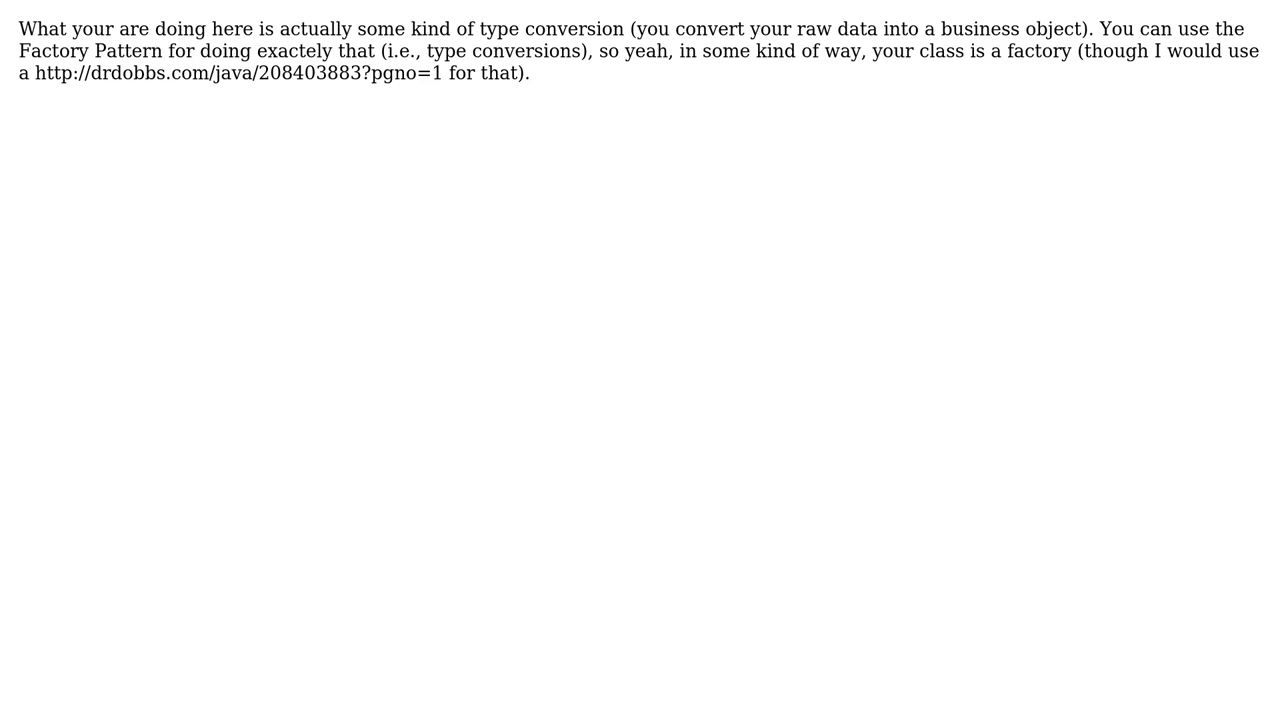 What your are doing here is actually some kind of type conversion (you convert your raw data into a business object). You can use the
Factory Pattern for doing exactely that (i.e., type conversions), so yeah, in some kind of way, your class is a factory (though I would use
a http://drdobbs.com/java/208403883?pgno=1 for that).